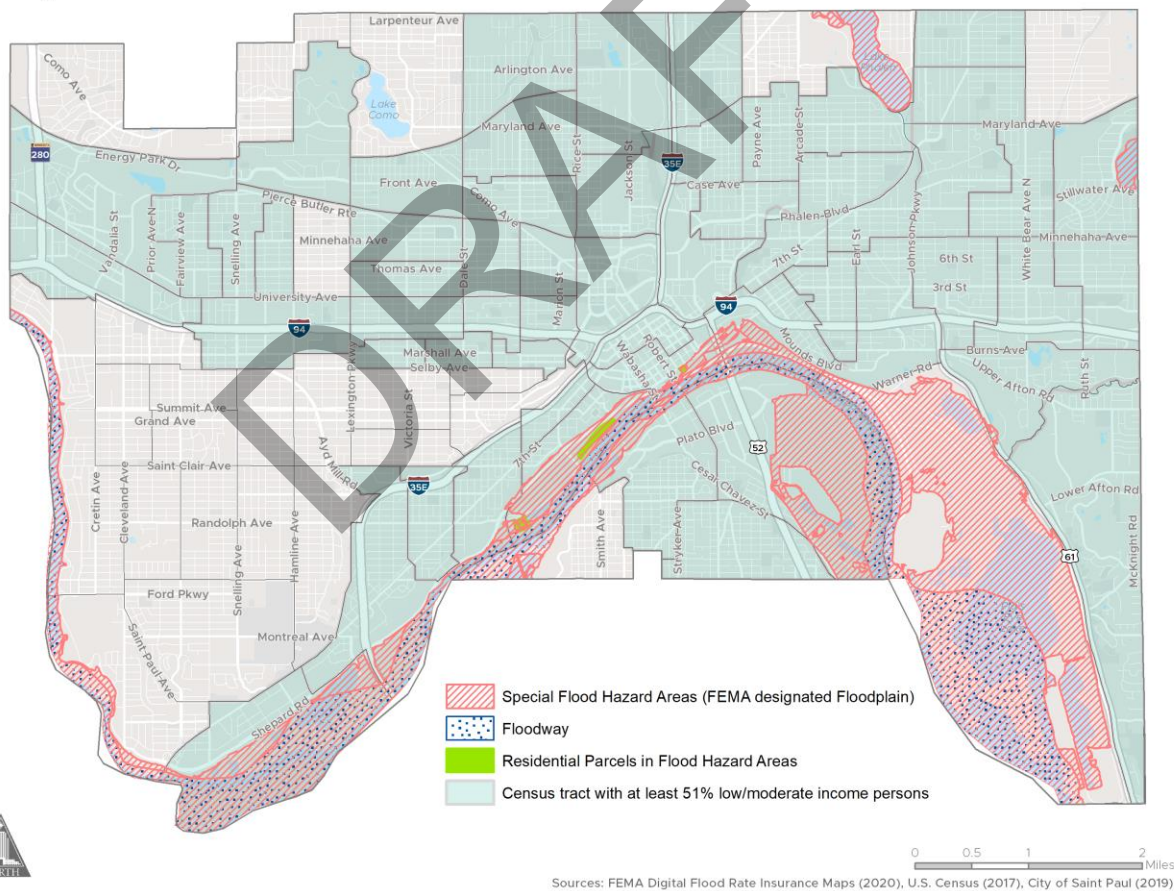 Larpenteur Ave
Como Ave
Arlington Ave
Lake
Como
Maryland Ave
Maryland Ave
280
Energy Park Dr
Rice St
Jackson St
35E
Payne Ave
Arcade St
Front Ave
Como Ave
Case Ave
Stillwater Ave
Pierce Butler Rte
Phalen Blvd
Johnson Pkwy
White Bear Ave N
Vandalia St
Prior Ave N
Fairview Ave
Snelling Ave
Minnehaha Ave
Minnehaha Ave
Thomas Ave
Dale St
7th St
Earl St
6th St
3rd St
University Ave
Marion St
94
94
Marshall Ave
Selby Ave
Robert St
Wabasha St
Mounds Blvd
Burns Ave
Warner Rd
Upper Afton Rd
Ruth St
Lexington Pkwy
Victoria St
Summit Ave
Grand Ave
Ayd Mill Rd
7th St
Plato Blvd
52
Saint Clair Ave
35E
Cesar Chavez St
Lower Afton Rd
Cretin Ave
Cleveland Ave
Randolph Ave
Hamline Ave
Snelling Ave
Smith Ave
Stryker Ave
61
McKnight Rd
Ford Pkwy
Saint Paul Ave
Montreal Ave
Shepard Rd
DRAF
Special Flood Hazard Areas (FEMA designated Floodplain)
Floodway
Residential Parcels in Flood Hazard Areas
Census tract with at least 51% low/moderate income persons
0 0.5 1 2
Miles
Sources: FEMA Digital Flood Rate Insurance Maps (2020), U.S. Census (2017), City of Saint Paul (2019)